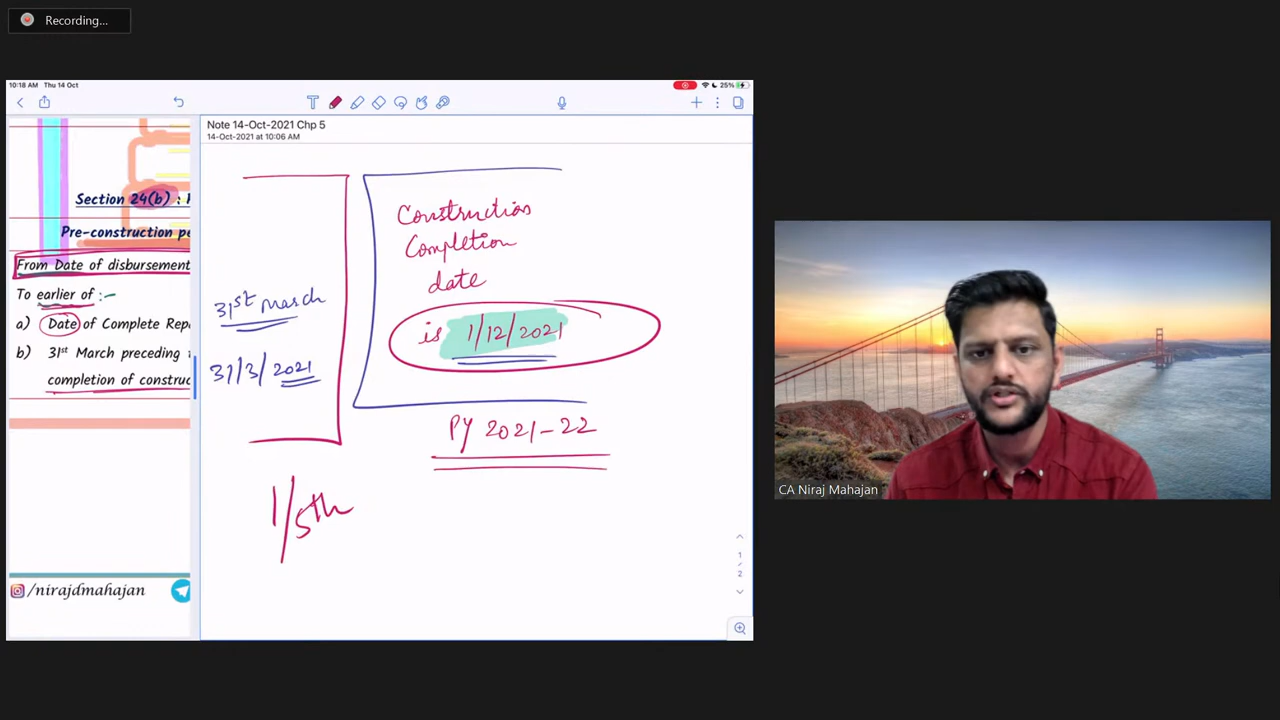 Recording...
10:18 AM Thu 14 Oct
25%
Note 14-Oct-2021 Chp 5
14-Oct-2021 at 10:06 AM
Section 24(b) :
Pre-construction pe
From Date of disbursement
To earlier of :-
a) Date of Complete Rep
b) 31st March preceding
completion of construc
/nirajdmahajan
31st march
31/3/2021
1/5th
Construction
Completion
date
is 1/12/2021
PY 2021-22
1
2
CA Niraj Mahajan